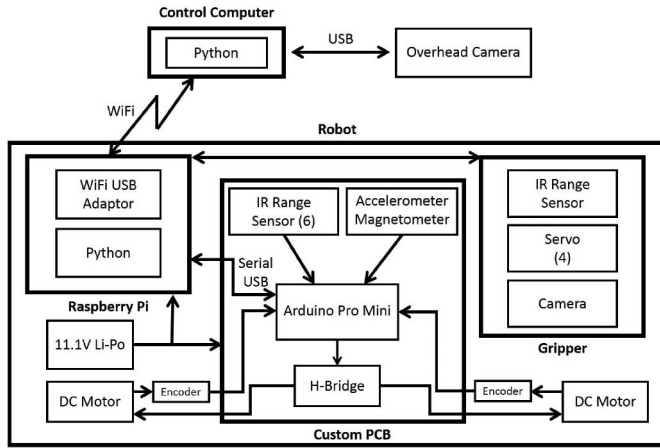 Control Computer
Python
USB
Overhead Camera
WiFi
Robot
WiFi USB
Adaptor
Python
Raspberry Pi
IR Range
Sensor (6)
Accelerometer
Magnetometer
Serial
USB
Arduino Pro Mini
H-Bridge
Custom PCB
IR Range
Sensor
Servo
(4)
Camera
Gripper
11.1V Li-Po
DC Motor
Encoder
Encoder
DC Motor